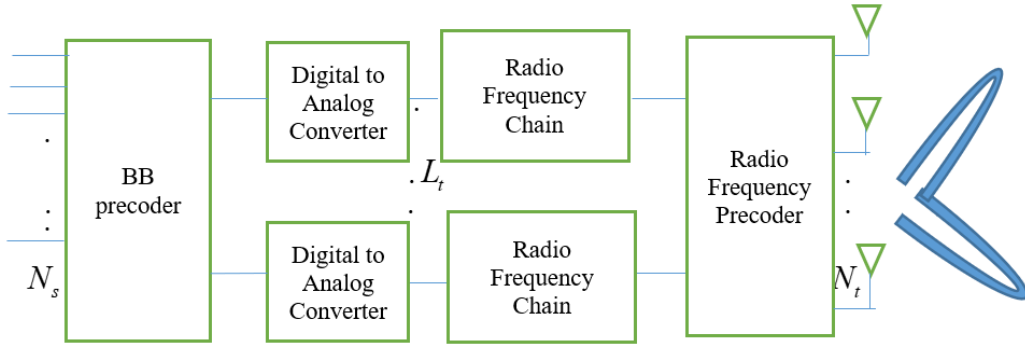 BB
precoder
Digital to
Analog
Converter
Radio
Frequency
Chain
Digital to
Analog
Converter
Radio
Frequency
Chain
Radio
Frequency
Precoder
N_s
L_t
N_t